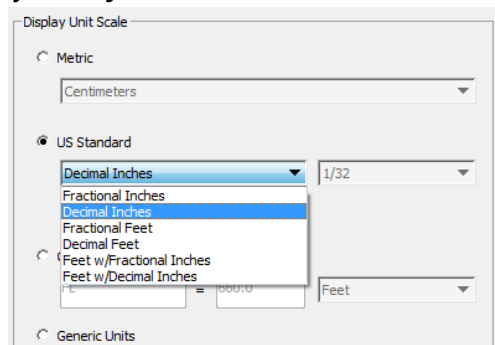 Display Unit Scale
Metric
Centimeters
US Standard
Decimal Inches 1/32
Fractional Inches
Decimal Inches
Fractional Feet
Decimal Feet
Feet w/Fractional Inches
Feet w/Decimal Inches
= 660.0 Feet
Generic Units